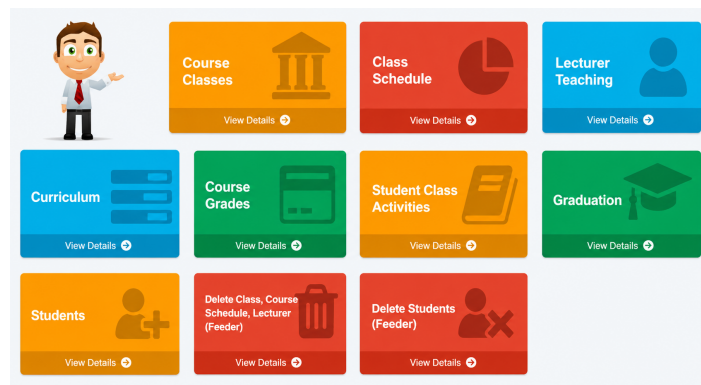 Course
Classes
View Details
Class
Schedule
View Details
Lecturer
Teaching
View Details
Curriculum
View Details
Course
Grades
View Details
Student Class
Activities
View Details
Graduation
View Details
Students
View Details
Delete Class, Course
Schedule, Lecturer
(Feeder)
View Details
Delete Students
(Feeder)
View Details